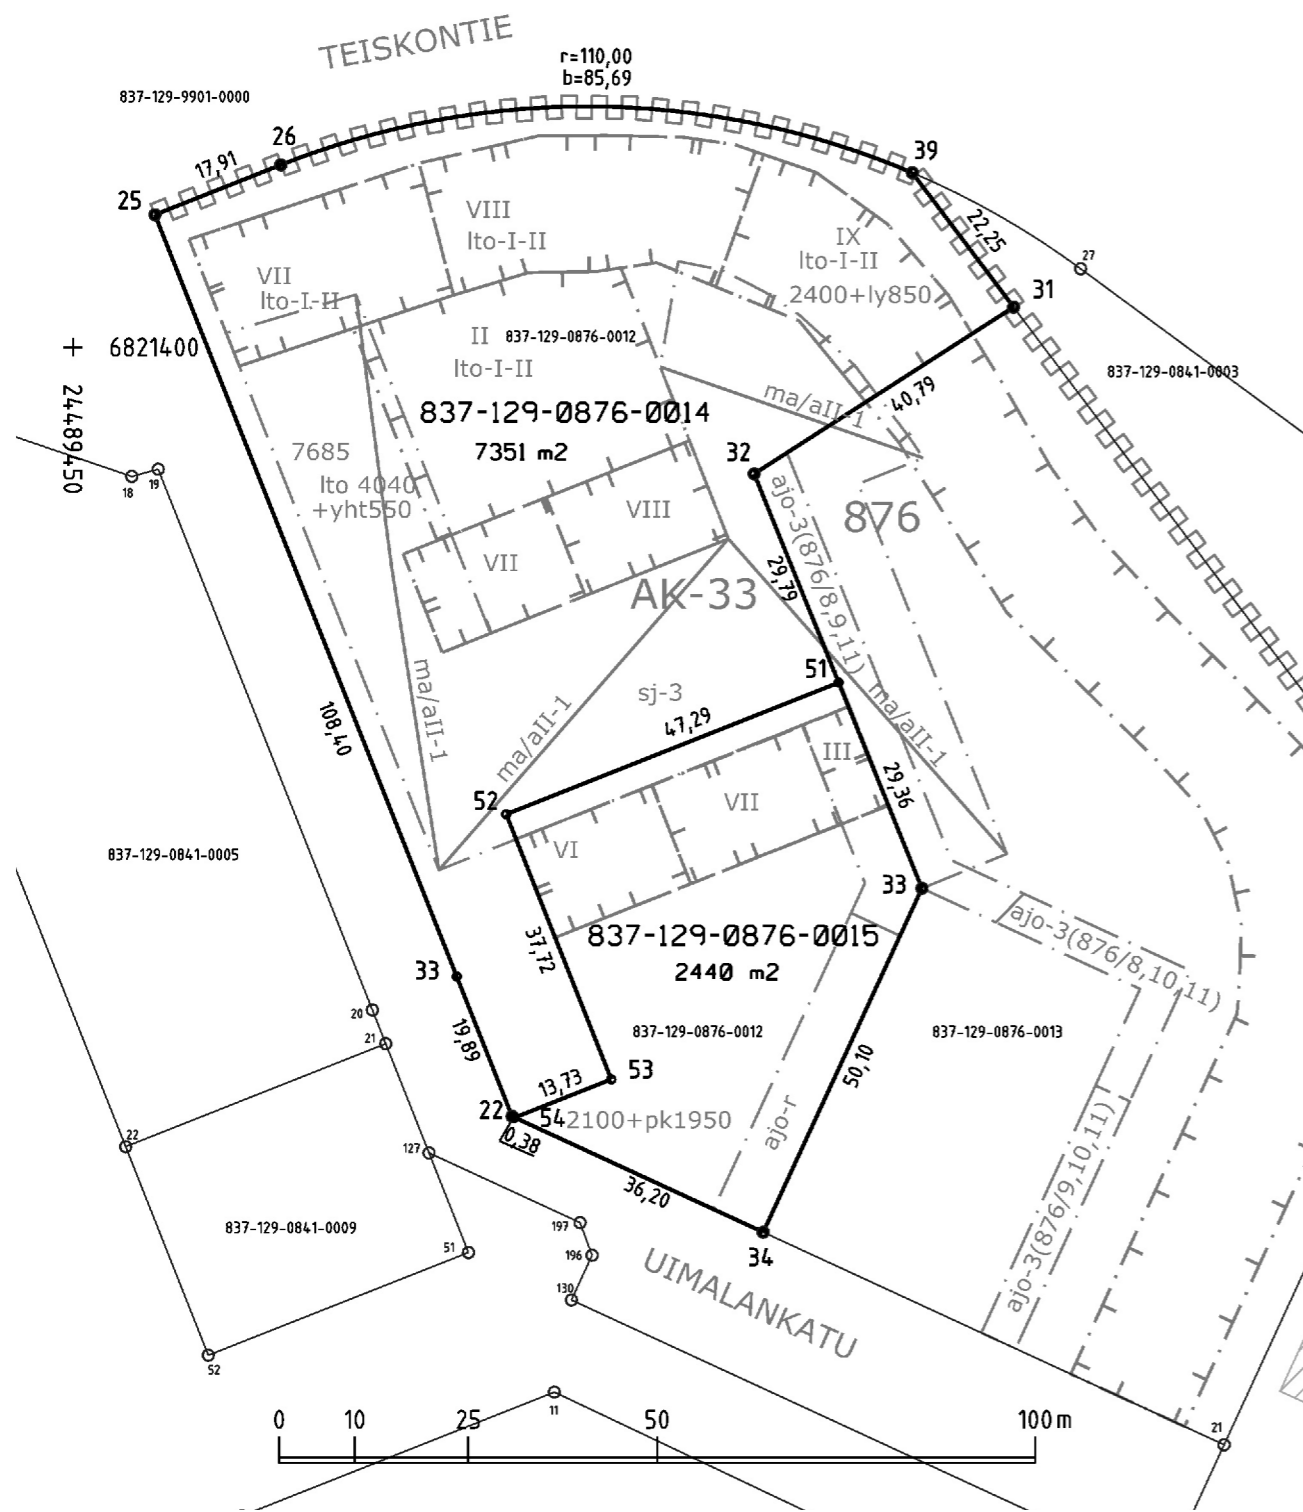 TEISKONTIE
r=110,00
b=85,69
837-129-9901-0000
26
39
17,91
25
22,25
27
VIII
lto-I-II
IX
lto-I-II
2400+ly850
VII
lto-I-II
31
6821400
24489450
II
lto-I-II
837-129-0876-0012
837-129-0841-0003
ma/aII-1
40,79
837-129-0876-0014
7351 m2
7685
lto 4040
+yht550
32
18
19
VIII
VII
876
ajo-3(876/8,9,11)
29,79
AK-33
51
sj-3
ma/aII-1
ma/aII-1
ma/aII-1
108,40
47,29
III
29,36
52
VII
VI
837-129-0841-0005
33
ajo-3(876/8,10,11)
837-129-0876-0015
2440 m2
37,72
33
20
21
19,89
837-129-0876-0012
837-129-0876-0013
50,10
53
13,73
22
54
2100+pk1950
0,38
ajo-r
ajo-3(876/9,10,11)
22
127
36,20
197
196
130
837-129-0841-0009
51
34
UIMALANKATU
52
11
21
0
10
25
50
100 m